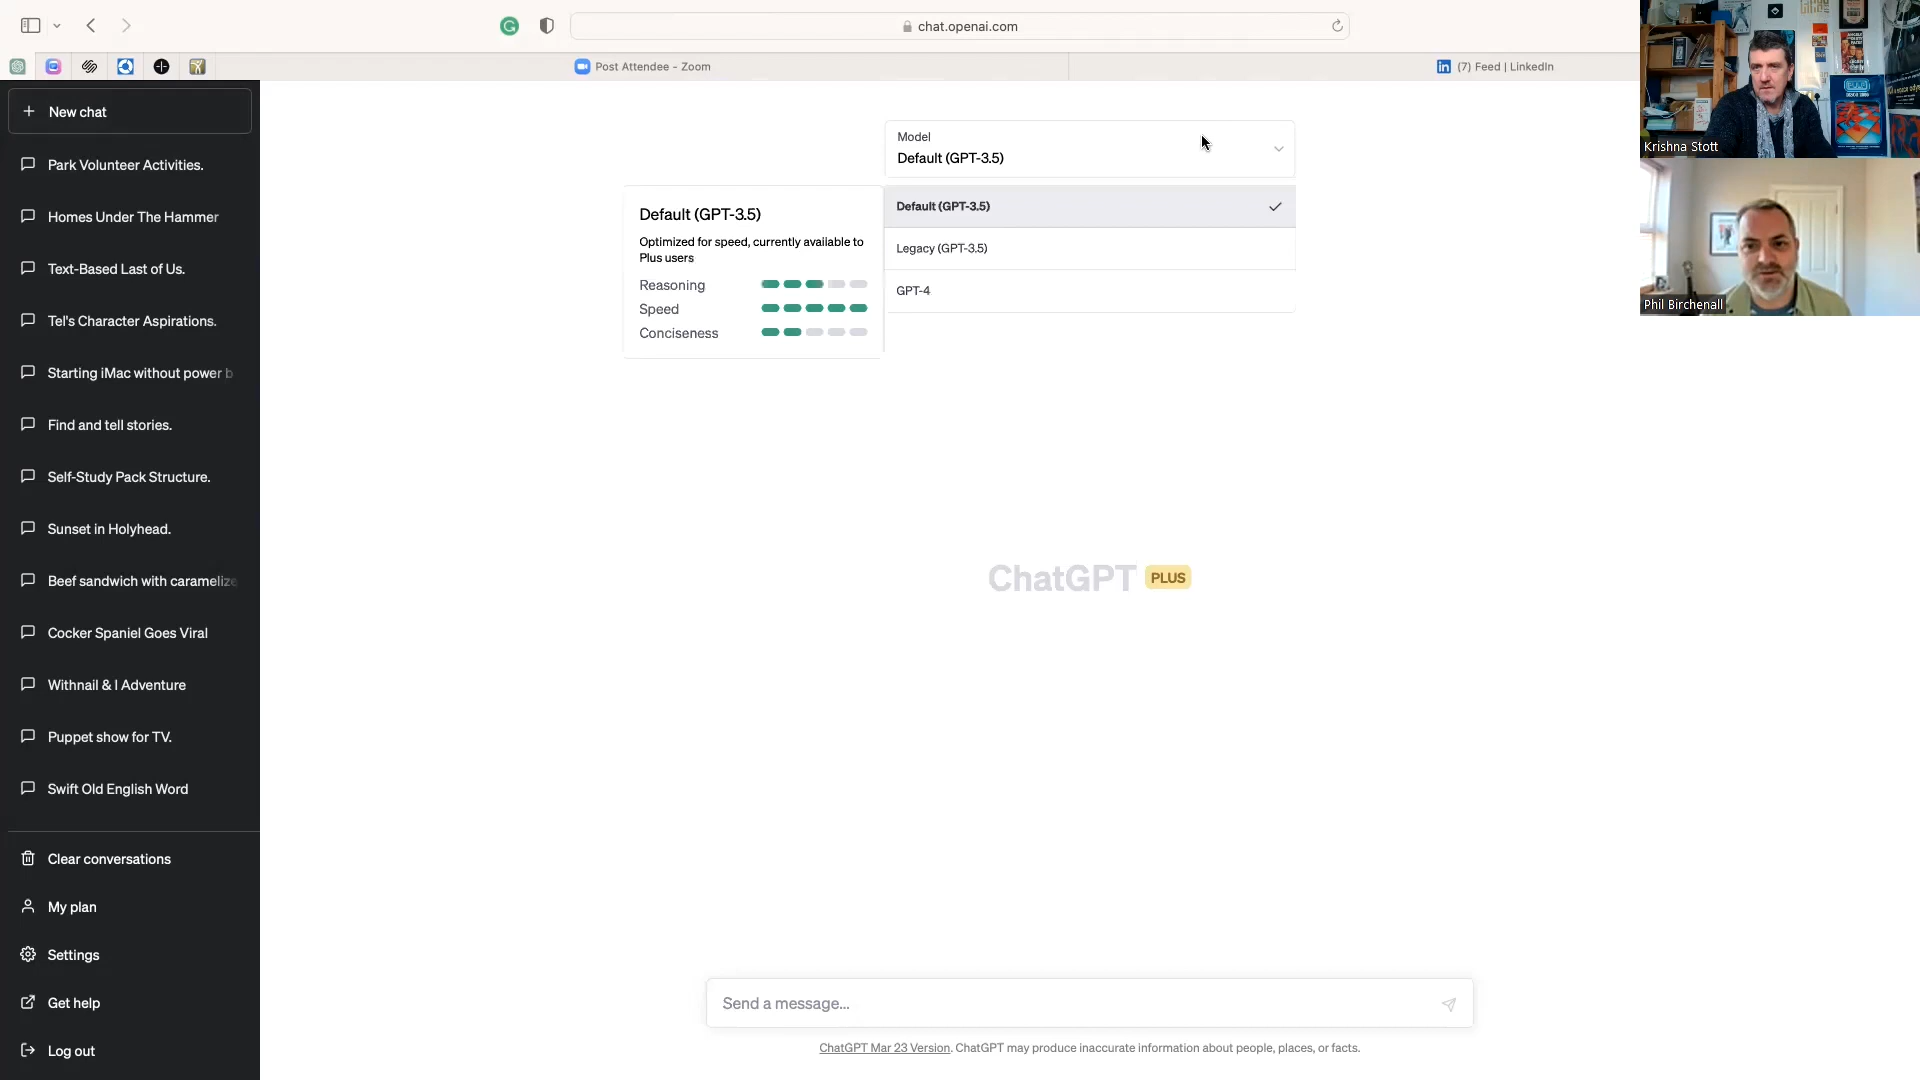 chat.openai.com
Post Attendee - Zoom
(7) Feed | LinkedIn
New chat
Park Volunteer Activities.
Homes Under The Hammer
Text-Based Last of Us.
Tel's Character Aspirations.
Starting iMac without power b
Find and tell stories.
Self-Study Pack Structure.
Sunset in Holyhead.
Beef sandwich with caramelize
Cocker Spaniel Goes Viral
Withnail & I Adventure
Puppet show for TV.
Swift Old English Word
Clear conversations
My plan
Settings
Get help
Log out
Model
Default (GPT-3.5)
Default (GPT-3.5)
Legacy (GPT-3.5)
GPT-4
Default (GPT-3.5)
Optimized for speed, currently available to
Plus users
Reasoning
Speed
Conciseness
ChatGPT PLUS
Send a message...
ChatGPT Mar 23 Version. ChatGPT may produce inaccurate information about people, places, or facts.
Krishna Stott
Phil Birchenall